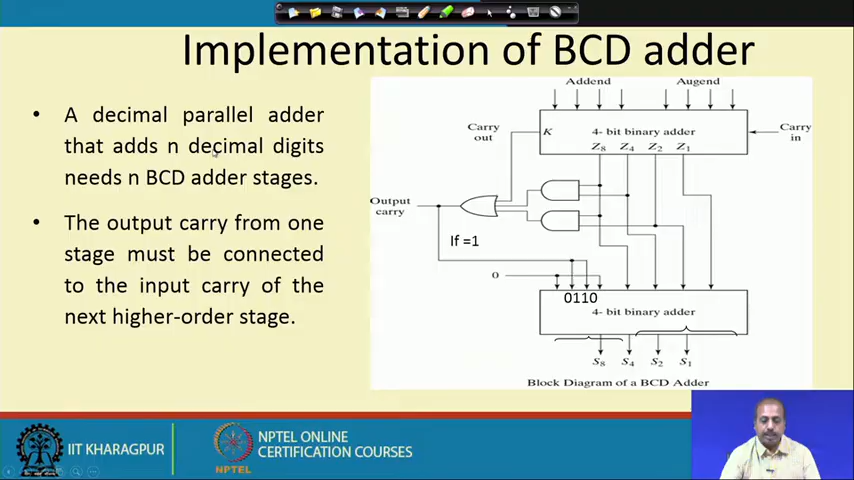 Implementation of BCD adder
• A decimal parallel adder
that adds n decimal digits
needs n BCD adder stages.
• The output carry from one
stage must be connected
to the input carry of the
next higher-order stage.
Addend Augend
Carry
out
K 4-bit binary adder
Z8 Z4 Z2 Z1
Carry
in
Output
carry
If =1
0
0110
4- bit binary adder
S8 S4 S2 S1
Block Diagram of a BCD Adder
IIT KHARAGPUR
NPTEL
NPTEL ONLINE
CERTIFICATION COURSES